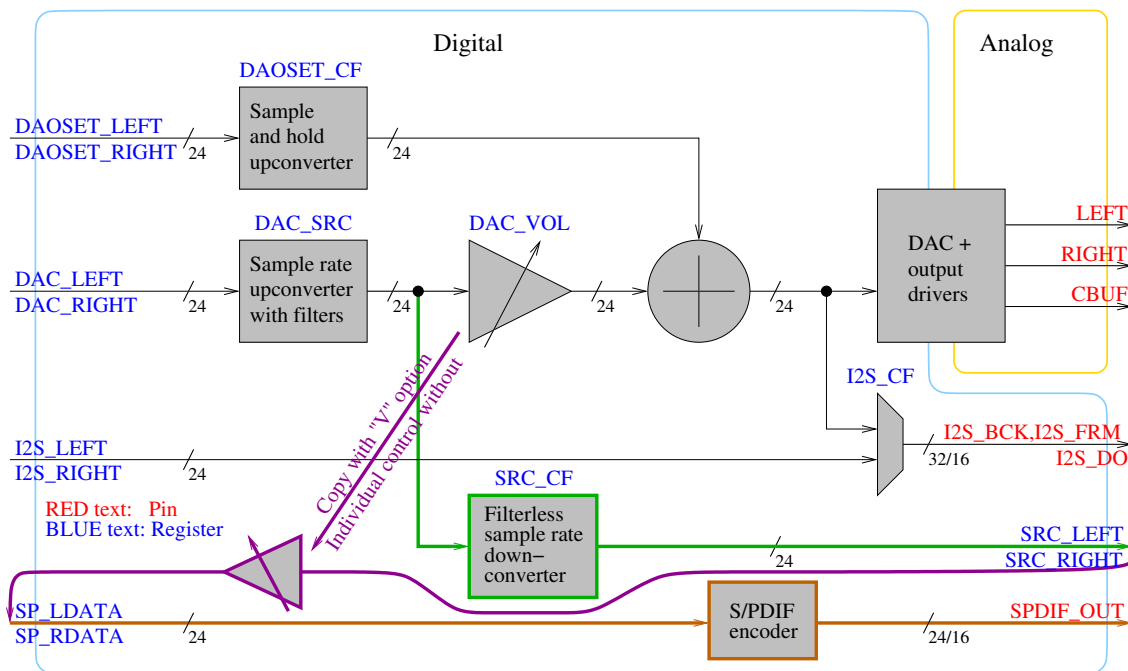 Digital
Analog
DAOSET_CF
Sample
and hold
upconverter
DAOSET_LEFT
DAOSET_RIGHT
24
24
DAC_SRC
DAC_VOL
Sample rate
upconverter
with filters
DAC_LEFT
DAC_RIGHT
24
24
24
24
DAC +
output
drivers
LEFT
RIGHT
CBUF
Copy with "V" option
Individual control without
I2S_CF
I2S_LEFT
I2S_RIGHT
24
I2S_BCK,I2S_FRM
I2S_DO
32/16
RED text: Pin
BLUE text: Register
SRC_CF
Filterless
sample rate
down-
converter
24
SRC_LEFT
SRC_RIGHT
SP_LDATA
SP_RDATA
24
S/PDIF
encoder
24/16
SPDIF_OUT